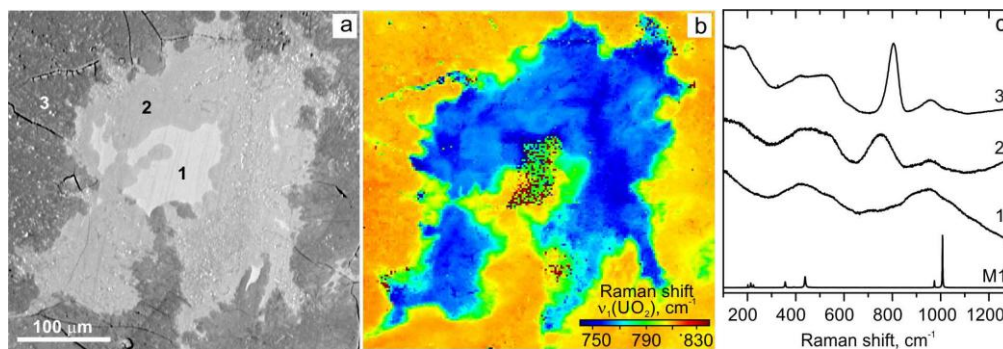 a
3
2
1
100 μm
b
Raman shift
ν₁(UO₂), cm⁻¹
750 790 830
c
3
2
1
M1
200 400 600 800 1000 1200
Raman shift, cm⁻¹